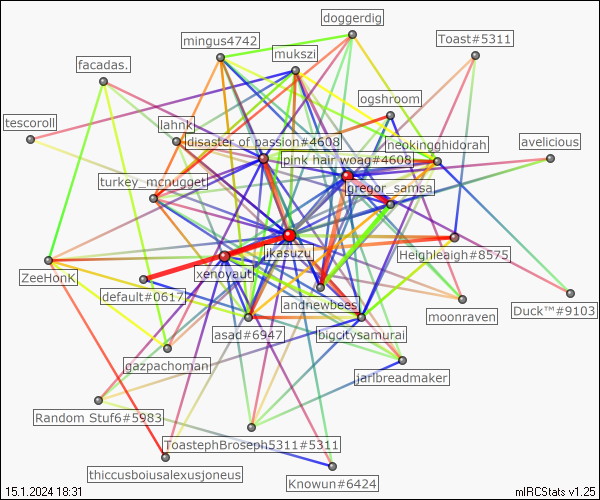 doggerdig
mingus4742
Toast#5311
mukszi
facadas.
ogshroom
tescoroll
lahnk
disaster of passion#4608
neokingghidorah
avelicious
pink hair woag#4608
turkey_mcnugget
gregor_samsa
ikasuzu
Heighleaigh#8575
xenoyaut
ZeeHonK
default#0617
andnewbees
Duck™#9103
moonraven
asad#6947
bigcitysamurai
gazpachoman
jarlbreadmaker
Random Stuf6#5983
ToastephBroseph5311#5311
thiccusboiusalexusjoneus
Knowun#6424
15.1.2024 18:31
mIRCStats v1.25